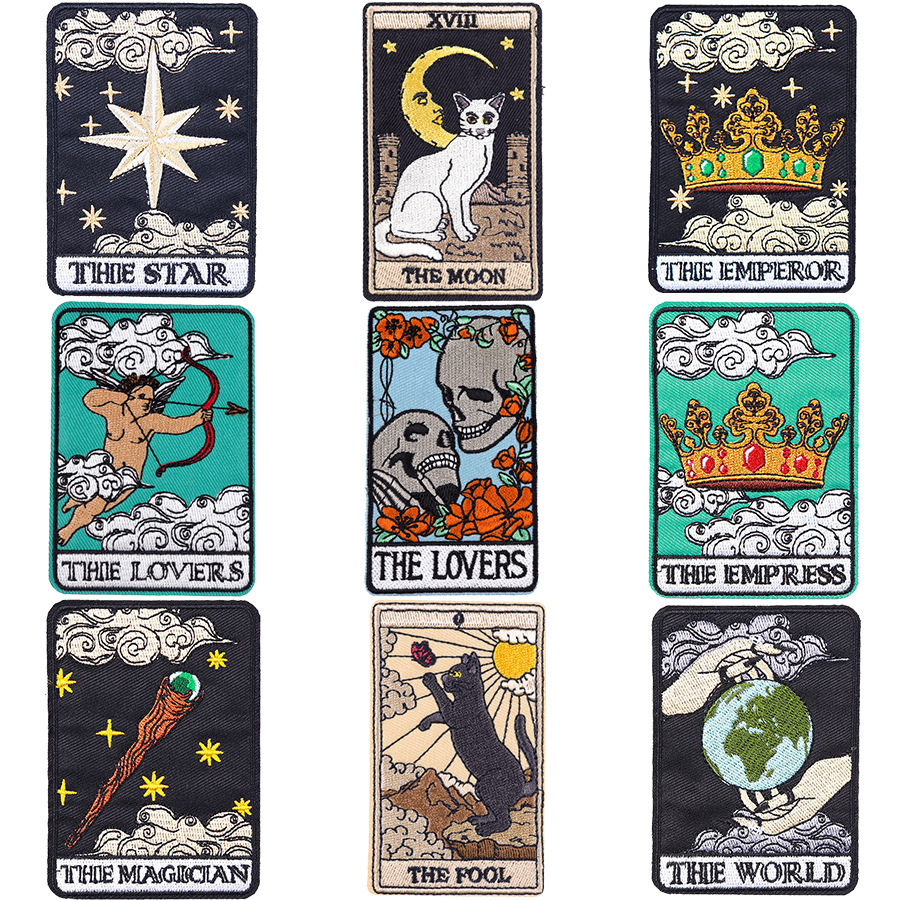 THE STAR
XVIII
THE MOON
THE EMPEROR
THE LOVERS
THE LOVERS
THE EMPRESS
THE MAGICIAN
0
THE FOOL
THE WORLD